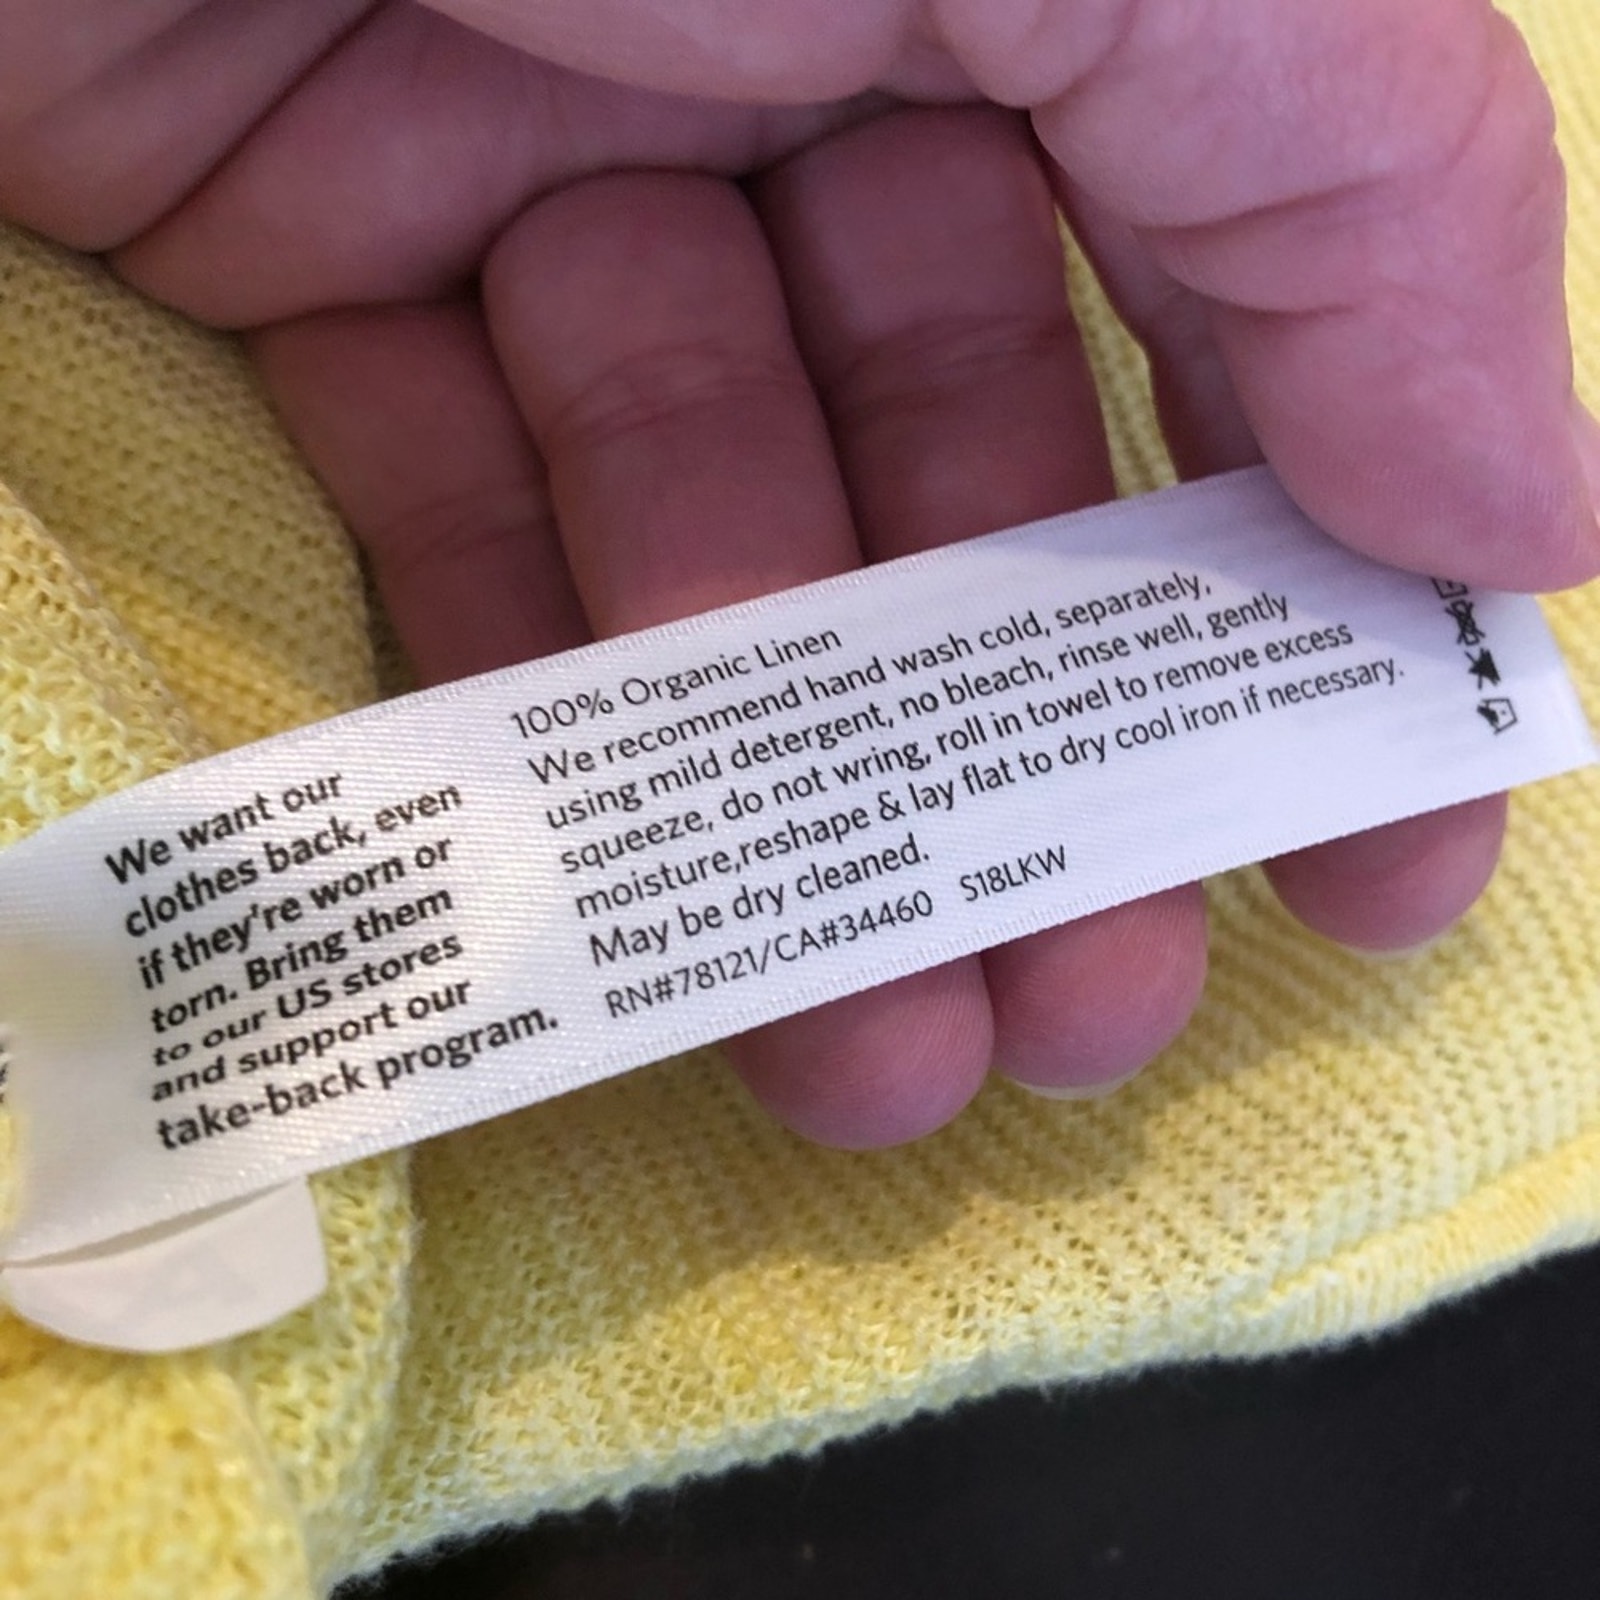 We want our
clothes back, even
if they're worn or
torn. Bring them
to our US stores
and support our
take-back program.
100% Organic Linen
We recommend hand wash cold, separately,
using mild detergent, no bleach, rinse well, gently
squeeze, do not wring, roll in towel to remove excess
moisture,reshape & lay flat to dry cool iron if necessary.
May be dry cleaned.
RN#78121/CA#34460 S18LKW